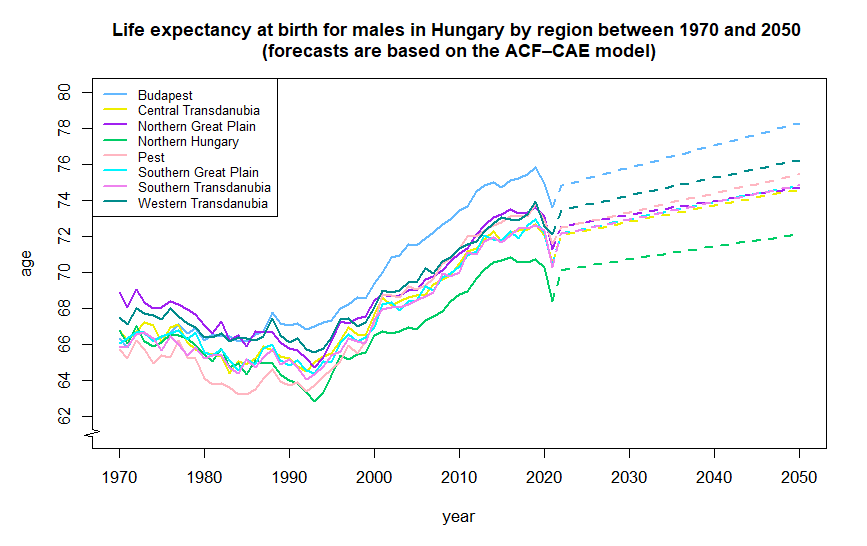 Life expectancy at birth for males in Hungary by region between 1970 and 2050
(forecasts are based on the ACF–CAE model)
80
78
76
74
72
70
68
66
64
62
age
Budapest
Central Transdanubia
Northern Great Plain
Northern Hungary
Pest
Southern Great Plain
Southern Transdanubia
Western Transdanubia
1970 1980 1990 2000 2010 2020 2030 2040 2050
year